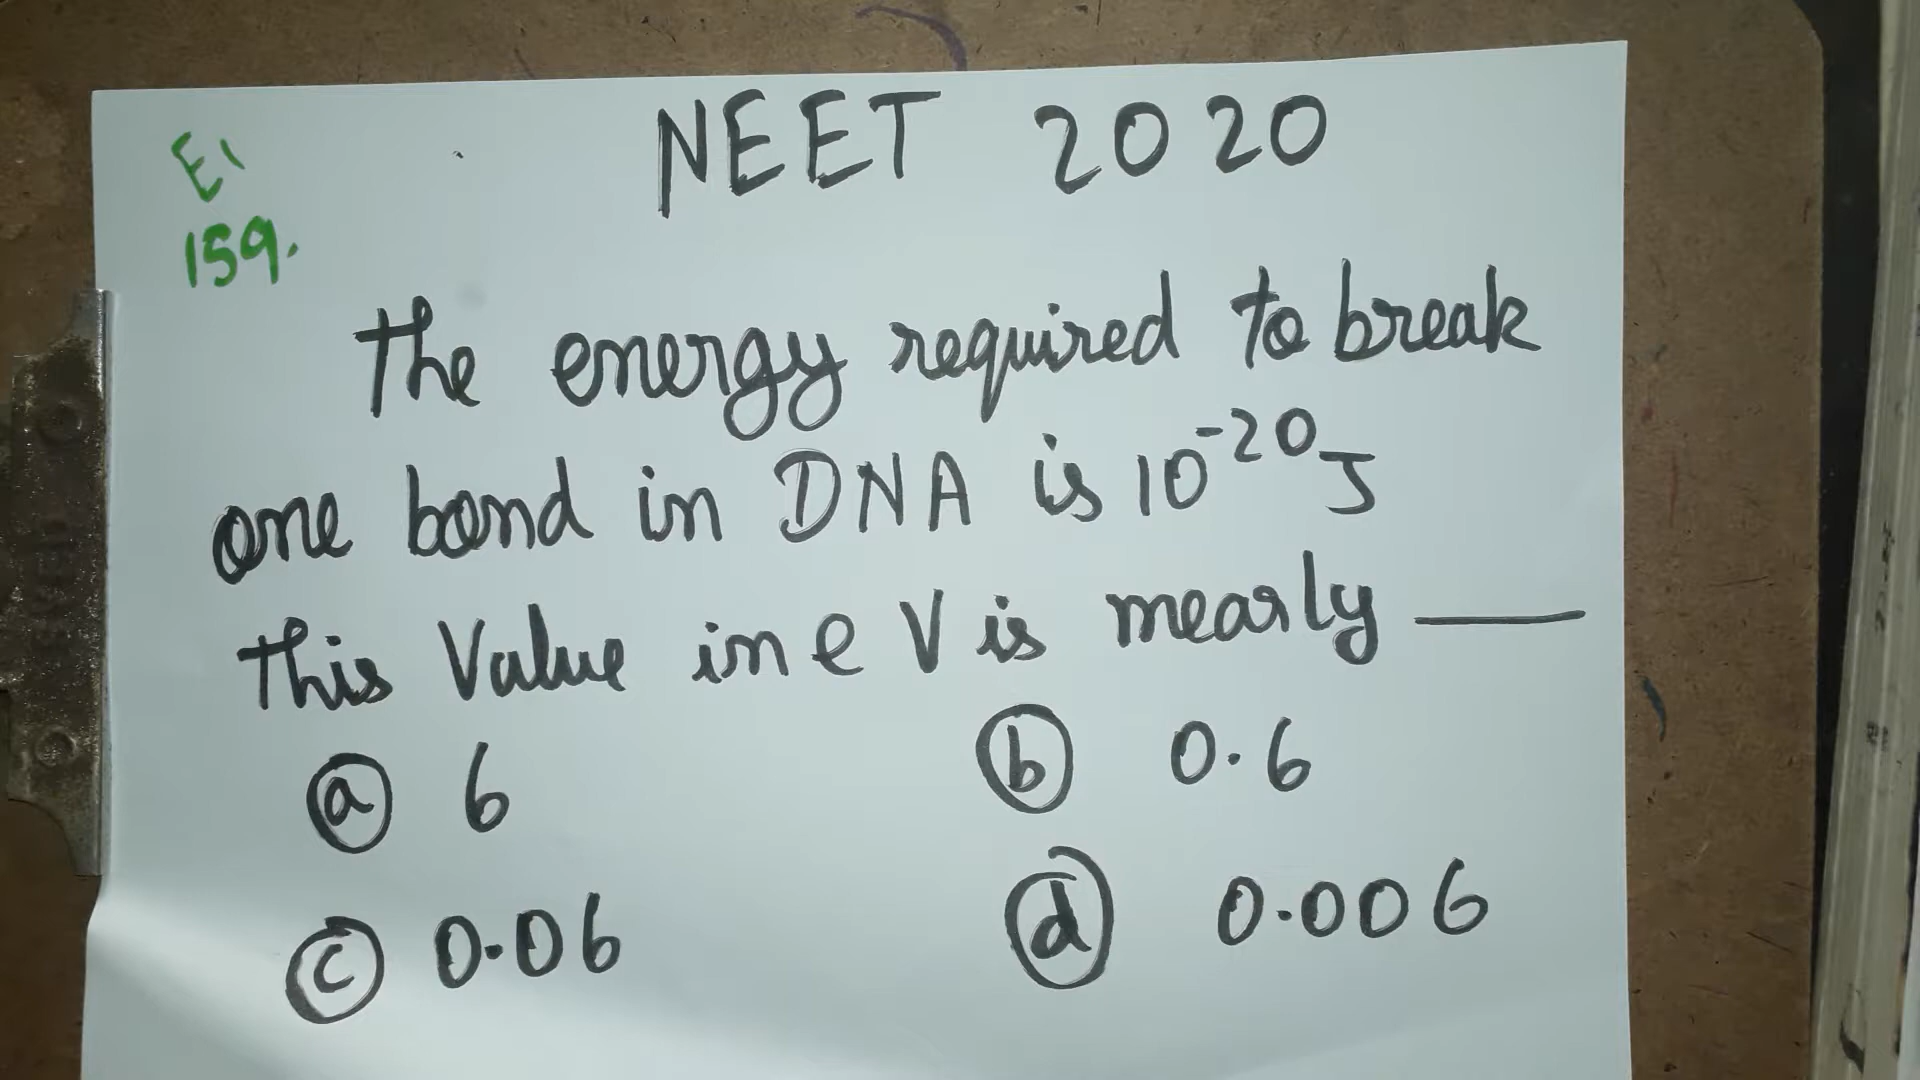 NEET 2020
E1
159.
The energy required to break
one bond in DNA is 10⁻²⁰J
This Value in eV is nearly ___
(a) 6
(b) 0.6
(c) 0.06
(d) 0.006